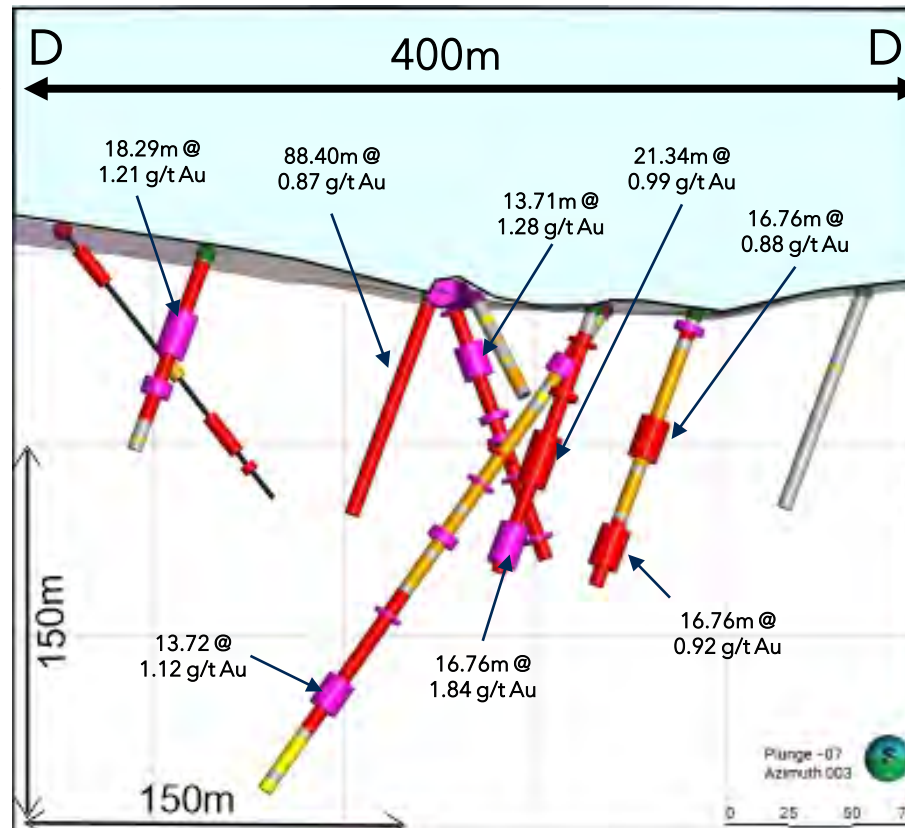 D
D
400m
18.29m @
1.21 g/t Au
88.40m @
0.87 g/t Au
13.71m @
1.28 g/t Au
21.34m @
0.99 g/t Au
16.76m @
0.88 g/t Au
150m
13.72 @
1.12 g/t Au
16.76m @
1.84 g/t Au
16.76m @
0.92 g/t Au
150m
Plunge -07
Azimuth 003
S
0 25 50 7